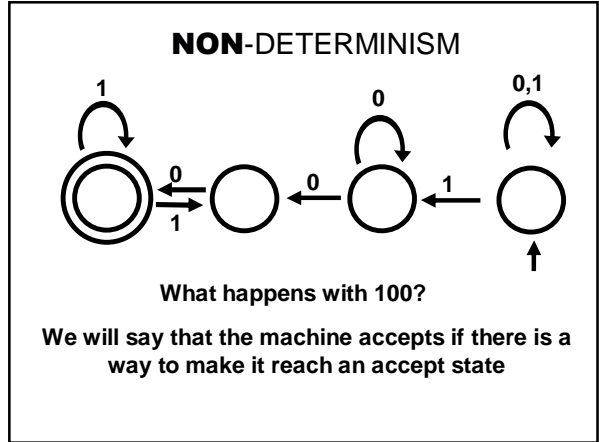 NON-DETERMINISM
1
0
0,1
0
1
0
1
What happens with 100?
We will say that the machine accepts if there is a
way to make it reach an accept state